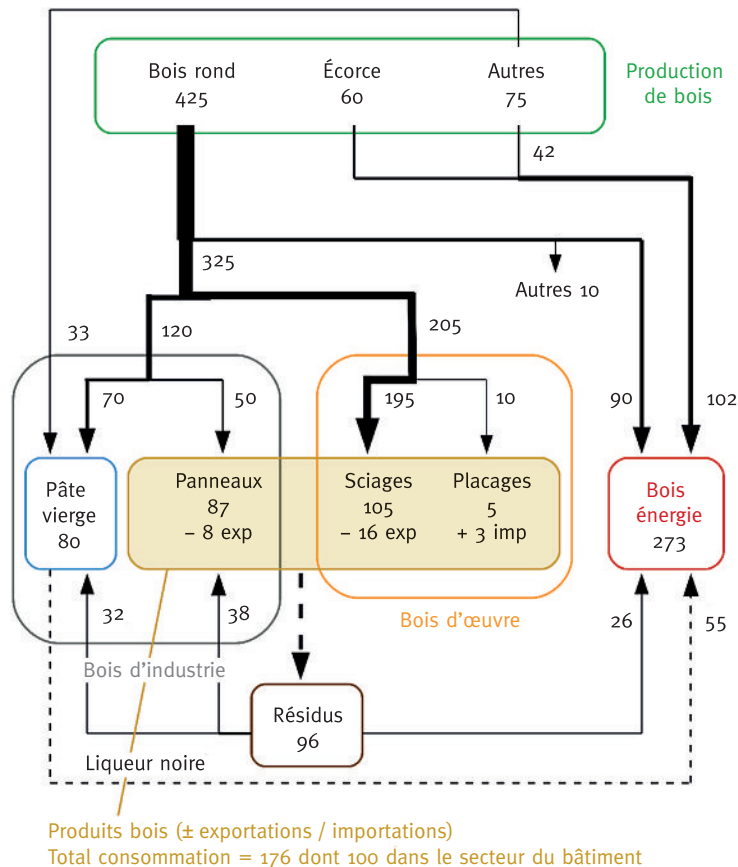 Bois rond
425
Écorce
60
Autres
75
Production
de bois
42
325
Autres 10
33
120
205
70
50
195
10
90
102
Pâte
vierge
80
Panneaux
87
– 8 exp
Sciages
105
– 16 exp
Placages
5
+ 3 imp
Bois
énergie
273
32
38
Bois d'œuvre
26
55
Bois d'industrie
Résidus
96
Liqueur noire
Produits bois (± exportations / importations)
Total consommation = 176 dont 100 dans le secteur du bâtiment